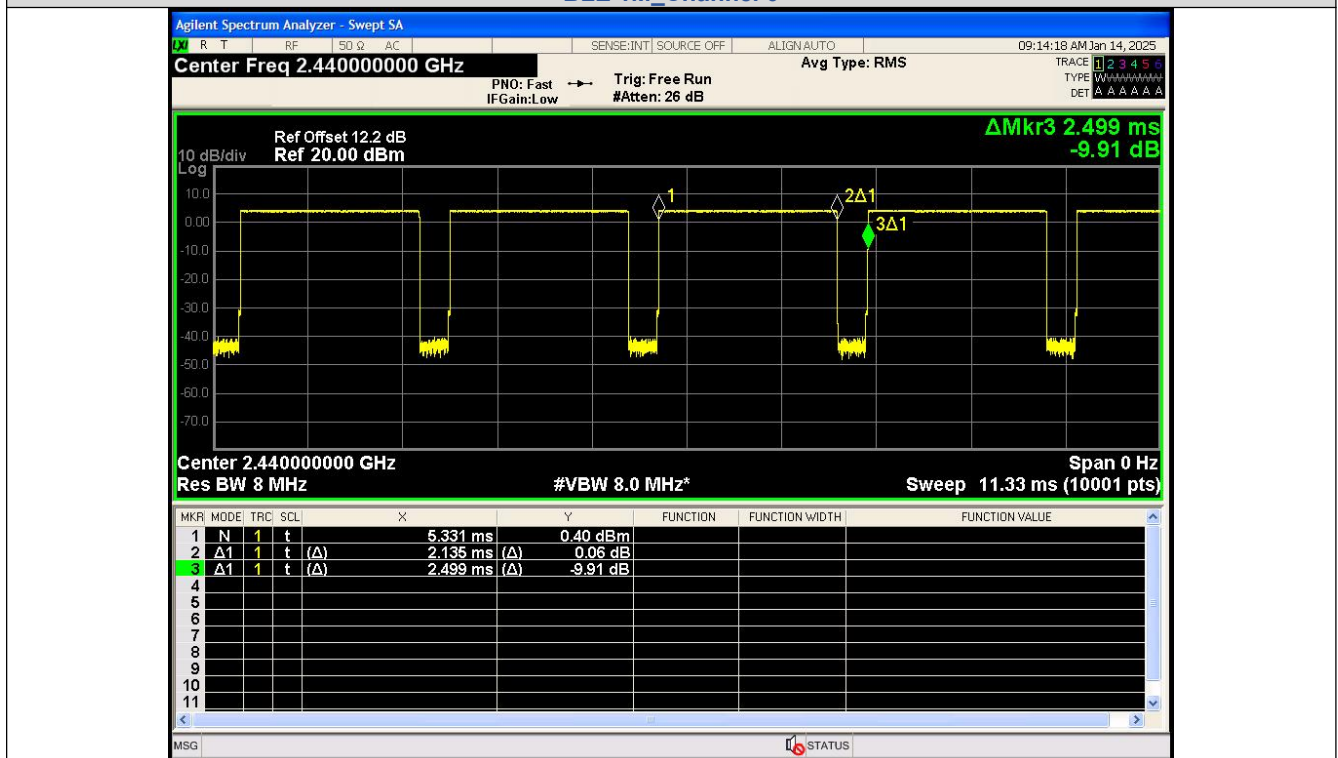 Agilent Spectrum Analyzer - Swept SA
LXI R T RF 50 Ω AC SENSE:INT SOURCE OFF ALIGN AUTO 09:14:18 AM Jan 14, 2025
Center Freq 2.440000000 GHz Avg Type: RMS TRACE 1 2 3 4 5 6
PNO: Fast Trig: Free Run TYPE W
IFGain:Low #Atten: 26 dB DET A A A A A A
ΔMkr3 2.499 ms
Ref Offset 12.2 dB
10 dB/div Ref 20.00 dBm -9.91 dB
Log
10.0
1
2Δ1
0.00
3Δ1
-10.0
-20.0
-30.0
-40.0
-50.0
-60.0
-70.0
Center 2.440000000 GHz Span 0 Hz
Res BW 8 MHz #VBW 8.0 MHz* Sweep 11.33 ms (10001 pts)
MKR MODE TRC SCL X Y FUNCTION FUNCTION WIDTH FUNCTION VALUE
1 N 1 t 5.331 ms 0.40 dBm
2 Δ1 1 t (Δ) 2.135 ms (Δ) 0.06 dB
3 Δ1 1 t (Δ) 2.499 ms (Δ) -9.91 dB
4
5
6
7
8
9
10
11
MSG STATUS